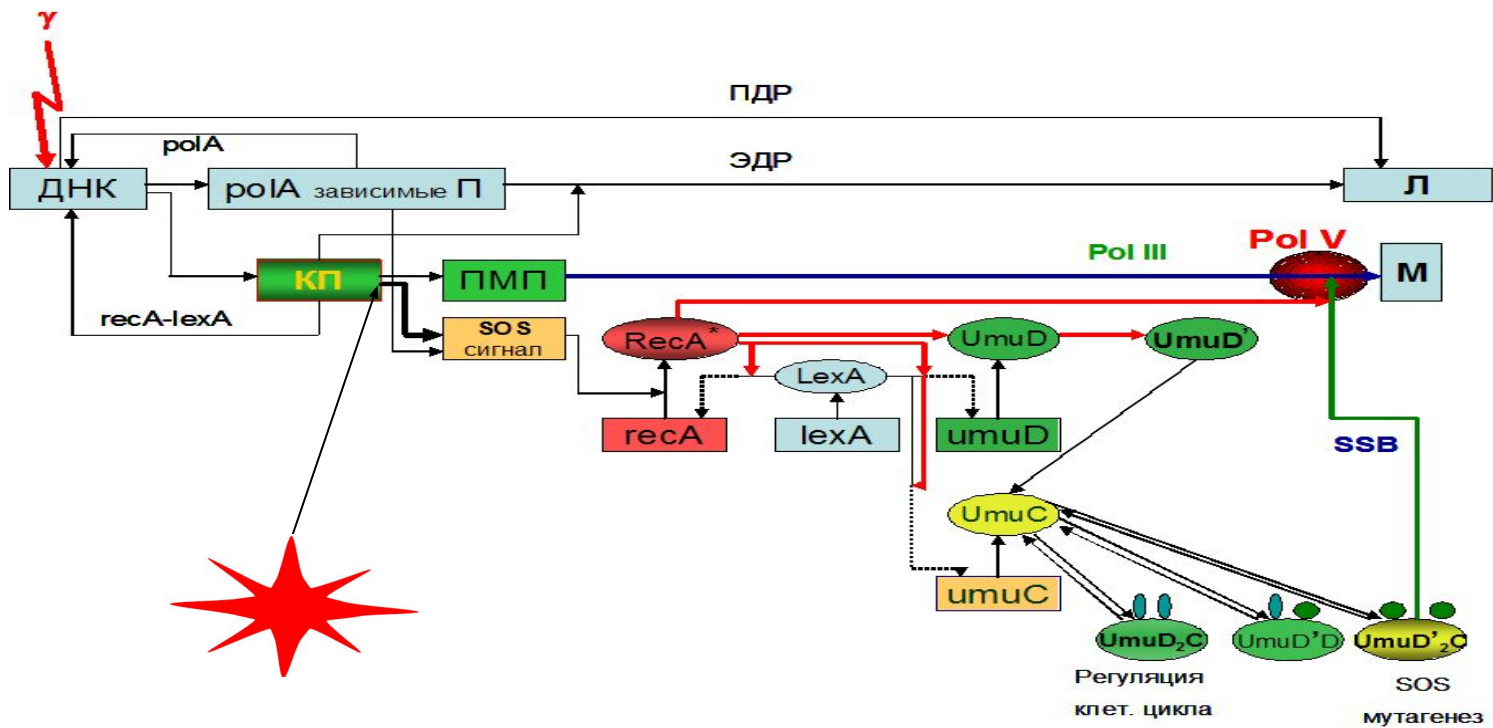 γ
ПДР
polA
ЭДР
ДНК
polA зависимые П
Л
Pol V
Pol III
КП
ПМП
М
recA-lexA
SOS
сигнал
RecA*
UmuD
UmuD'
LexA
recA
lexA
umuD
SSB
UmuC
umuC
UmuD₂C
UmuD'D
UmuD'₂C
Регуляция
клет. цикла
SOS
мутагенез